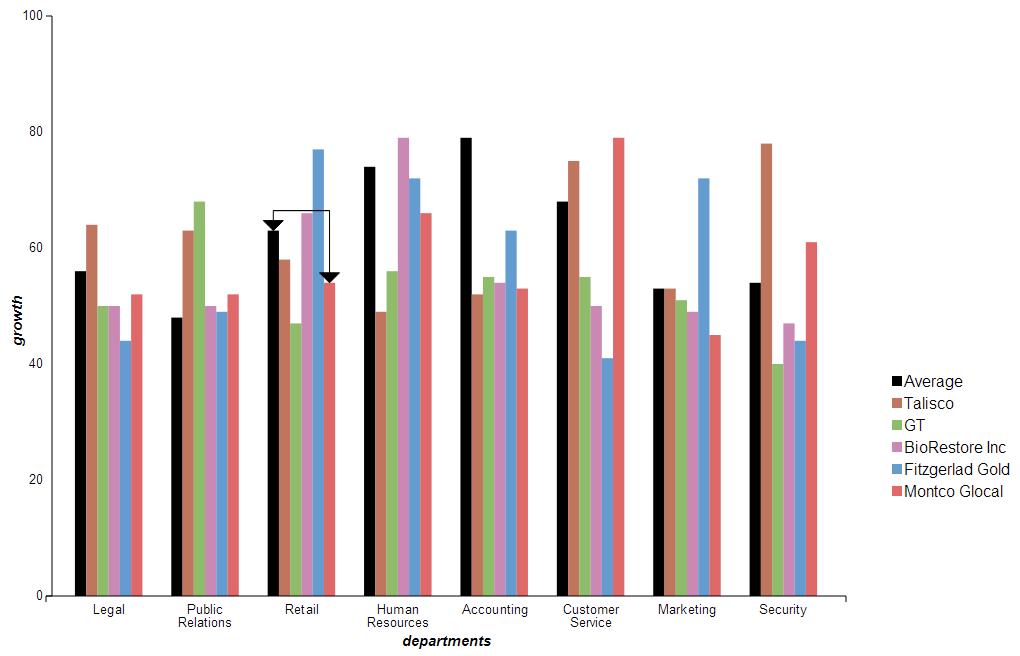 100
80
60
40
20
0
growth
Legal
Public
Relations
Retail
Human
Resources
Accounting
Customer
Service
Marketing
Security
departments
Average
Talisco
GT
BioRestore Inc
Fitzgerlad Gold
Montco Glocal